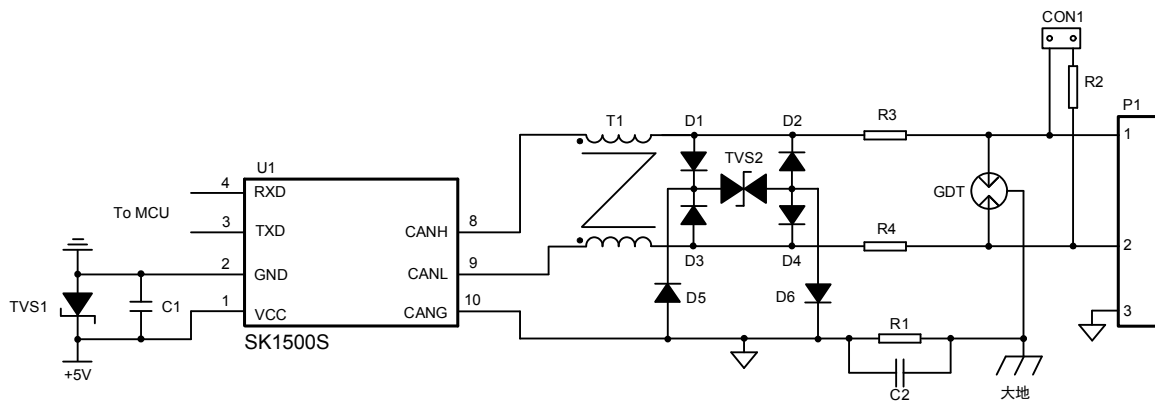 CON1
R2
P1
T1
D1
D2
R3
1
TVS2
GDT
U1
4
RXD
To MCU
3
TXD
CANH
8
R4
2
2
GND
CANL
9
D3
D4
TVS1
C1
1
VCC
CANG
10
D5
D6
3
SK1500S
R1
+5V
C2
大地